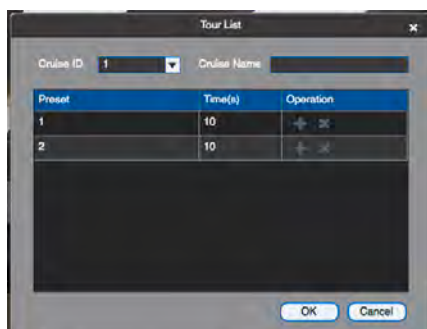 Tour List
Cruise ID 1 Cruise Name
Preset Time(s) Operation
1 10
2 10
OK Cancel